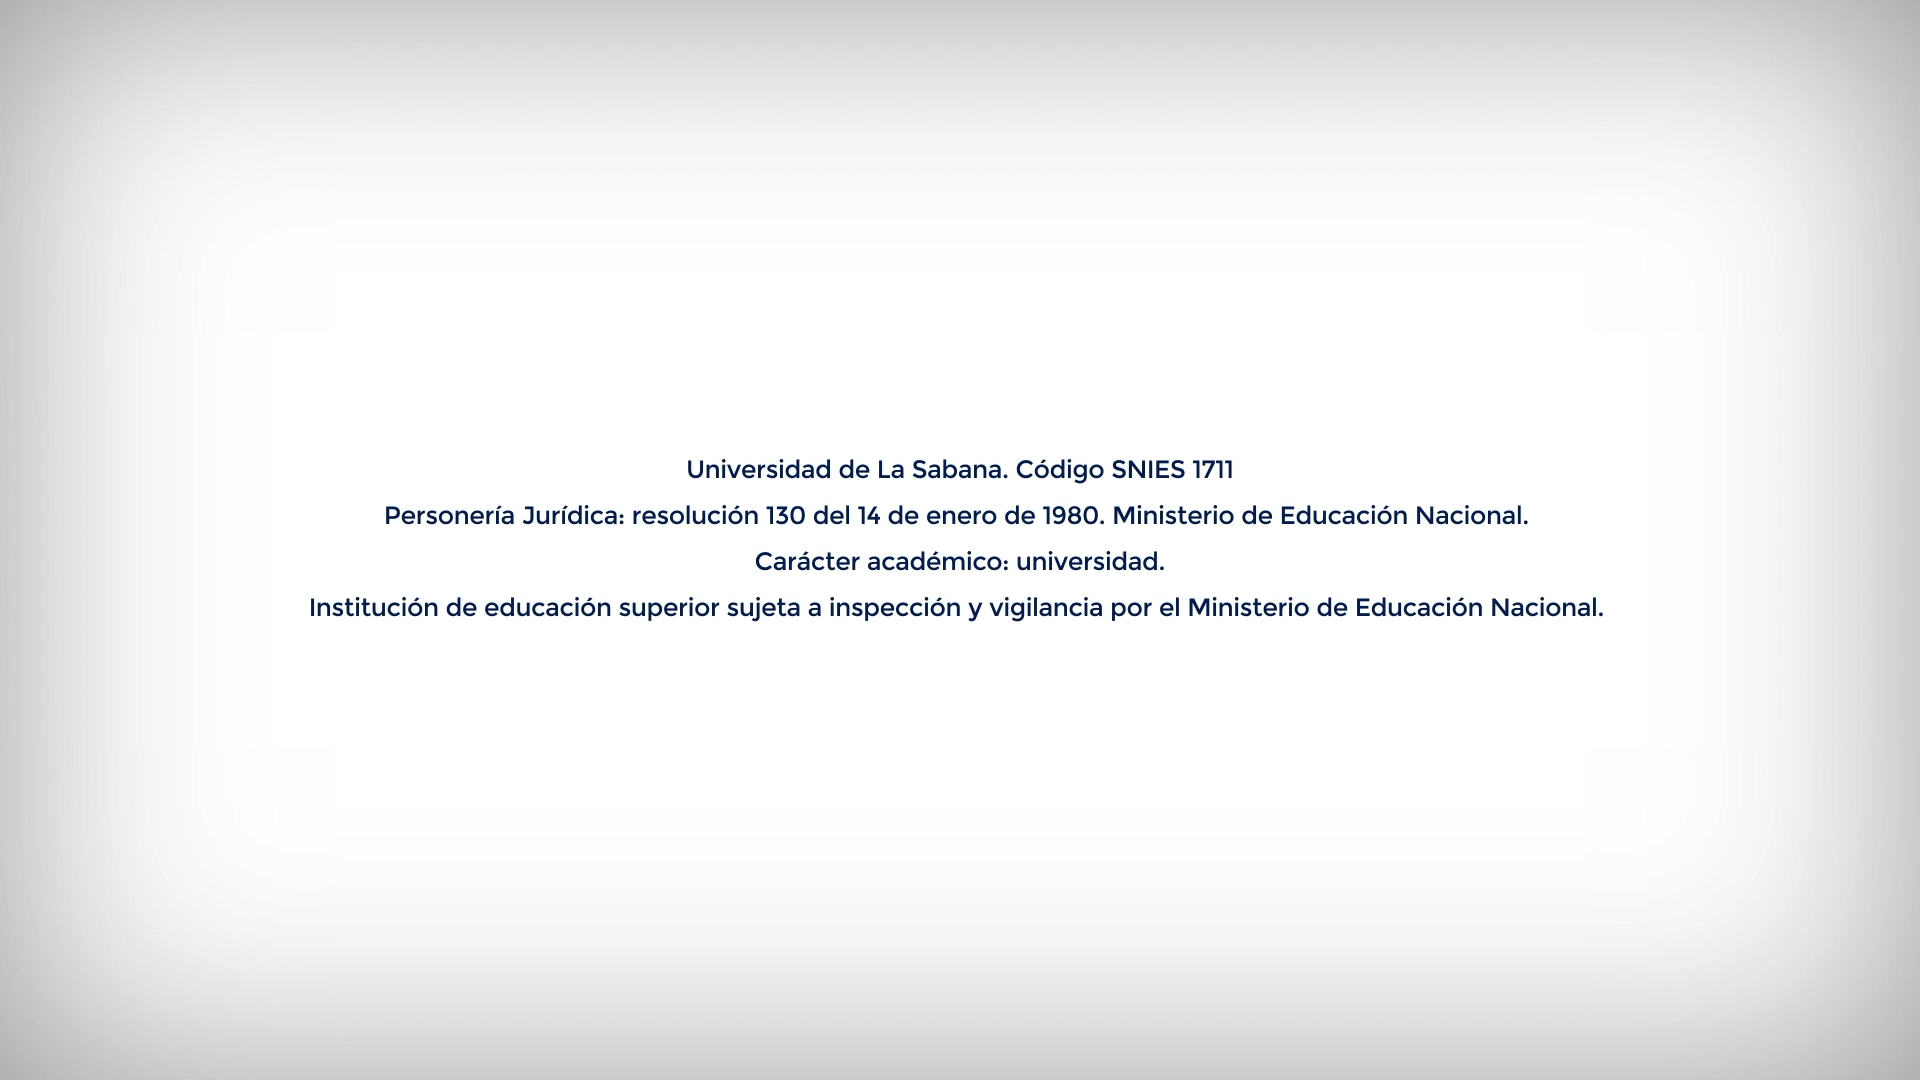 Universidad de La Sabana. Código SNIES 1711
Personería Jurídica: resolución 130 del 14 de enero de 1980. Ministerio de Educación Nacional.
Carácter académico: universidad.
Institución de educación superior sujeta a inspección y vigilancia por el Ministerio de Educación Nacional.